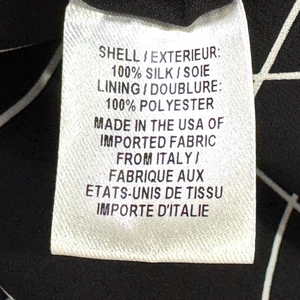 SHELL / EXTERIEUR:
100% SILK / SOIE
LINING / DOUBLURE:
100% POLYESTER
MADE IN THE USA OF
IMPORTED FABRIC
FROM ITALY /
FABRIQUE AUX
ETATS-UNIS DE TISSU
IMPORTE D'ITALIE